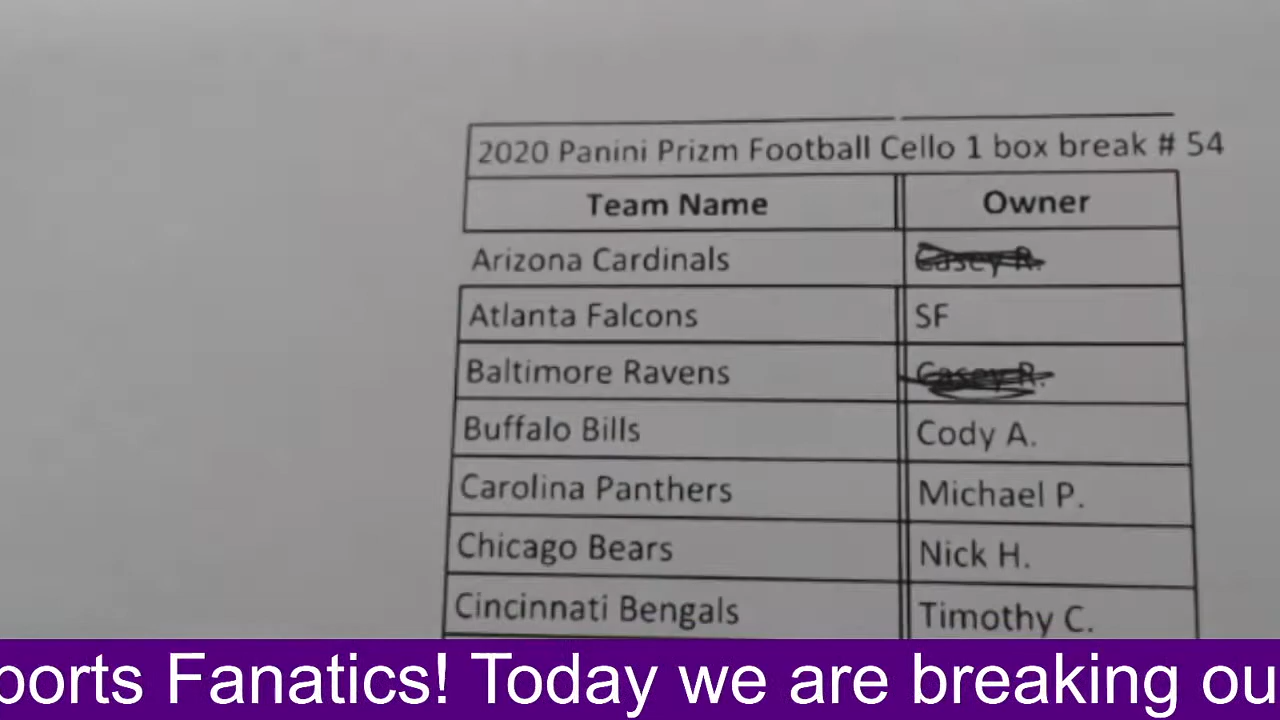 2020 Panini Prizm Football Cello 1 box break # 54
Team Name Owner
Arizona Cardinals Casey R.
Atlanta Falcons SF
Baltimore Ravens Casey R.
Buffalo Bills Cody A.
Carolina Panthers Michael P.
Chicago Bears Nick H.
Cincinnati Bengals Timothy C.
ports Fanatics! Today we are breaking ou